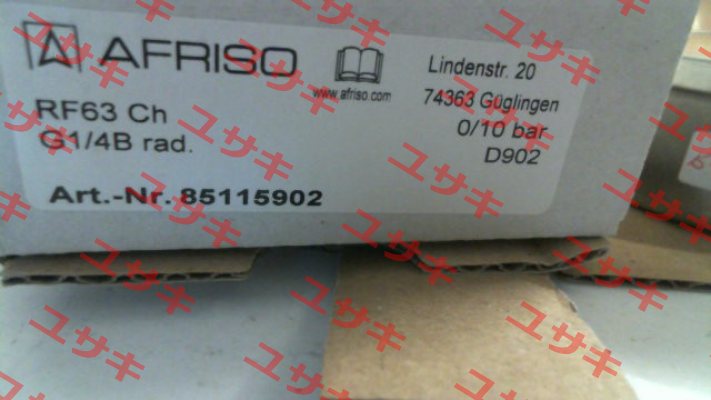 AFRISO
www.afriso.com
Lindenstr. 20
74363 Güglingen
RF63 Ch
G1/4B rad.
0/10 bar
D902
Art.-Nr. 85115902
ユサキ